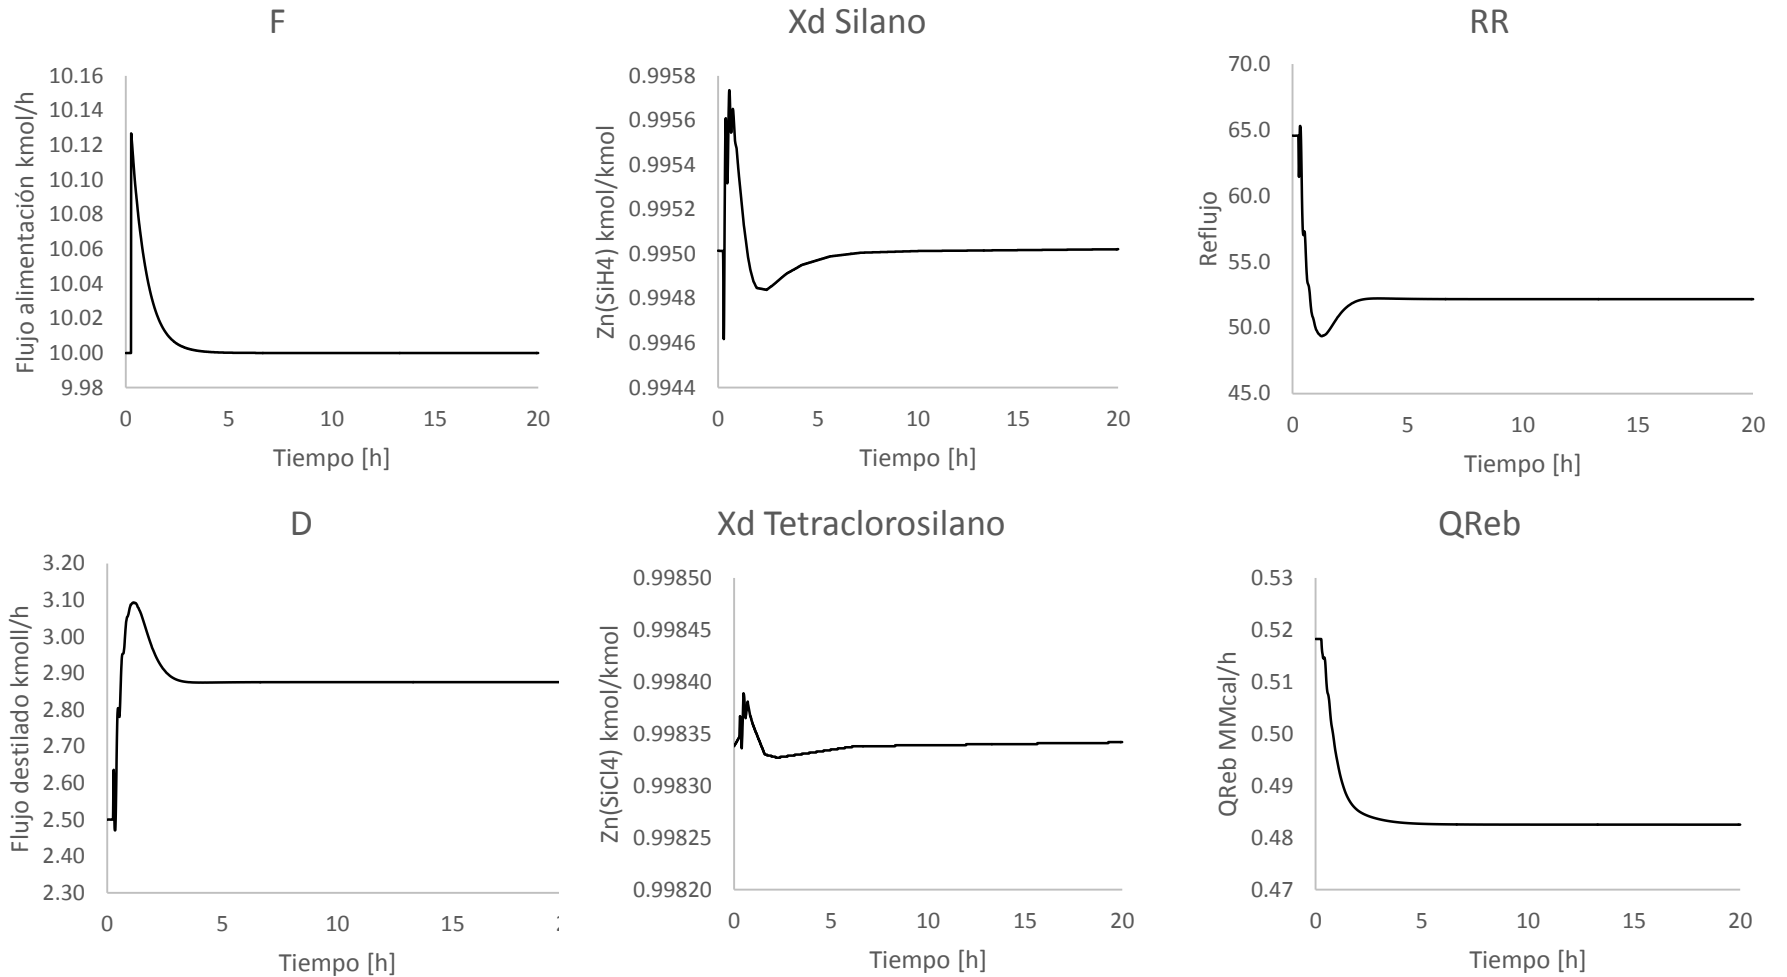 F
Flujo alimentación kmol/h
10.16
10.14
10.12
10.10
10.08
10.06
10.04
10.02
10.00
9.98
0 5 10 15 20
Tiempo [h]
Xd Silano
Zn(SiH4) kmol/kmol
0.9958
0.9956
0.9954
0.9952
0.9950
0.9948
0.9946
0.9944
0 5 10 15 20
Tiempo [h]
RR
Reflujo
70.0
65.0
60.0
55.0
50.0
45.0
0 5 10 15 20
Tiempo [h]
D
Flujo destilado kmoll/h
3.20
3.10
3.00
2.90
2.80
2.70
2.60
2.50
2.40
2.30
0 5 10 15
Tiempo [h]
Xd Tetraclorosilano
Zn(SiCl4) kmol/kmol
0.99850
0.99845
0.99840
0.99835
0.99830
0.99825
0.99820
0 5 10 15 20
Tiempo [h]
QReb
QReb MMcal/h
0.53
0.52
0.51
0.50
0.49
0.48
0.47
0 5 10 15 20
Tiempo [h]